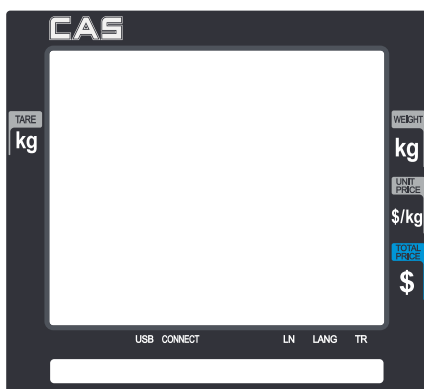 CAS
TARE
kg
WEIGHT
kg
UNIT
PRICE
$/kg
TOTAL
PRICE
$
USB CONNECT LN LANG TR